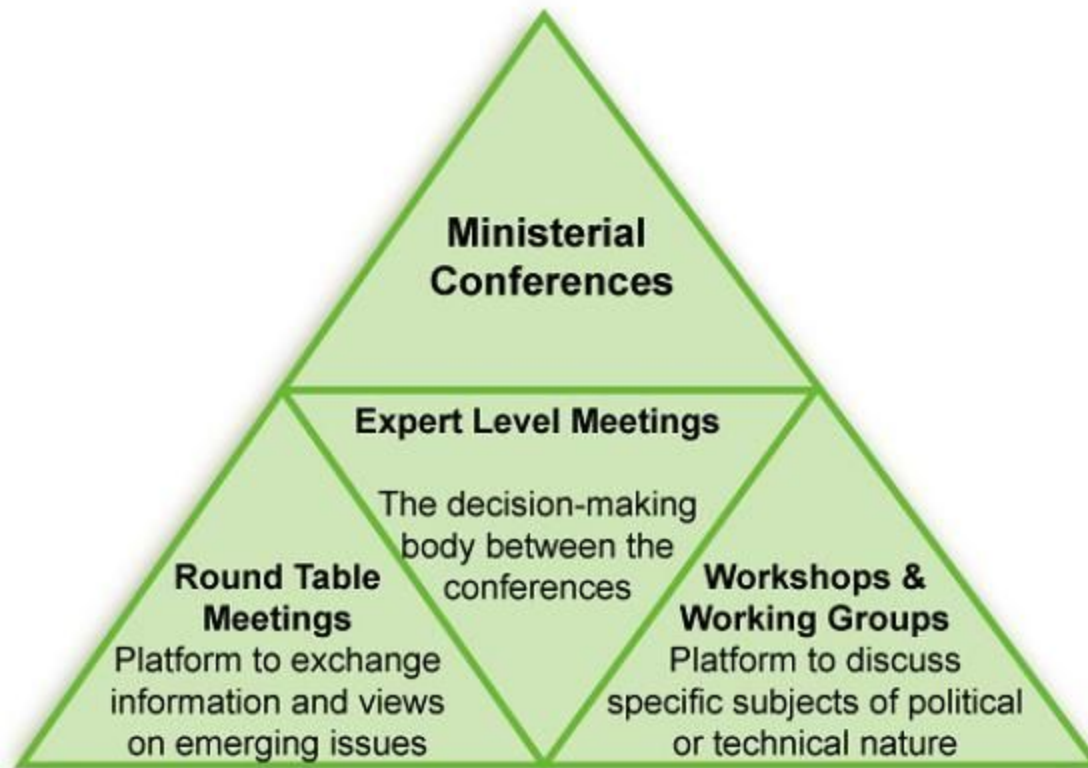 Ministerial
Conferences
Expert Level Meetings
The decision-making
body between the
conferences
Round Table
Meetings
Platform to exchange
information and views
on emerging issues
Workshops &
Working Groups
Platform to discuss
specific subjects of political
or technical nature